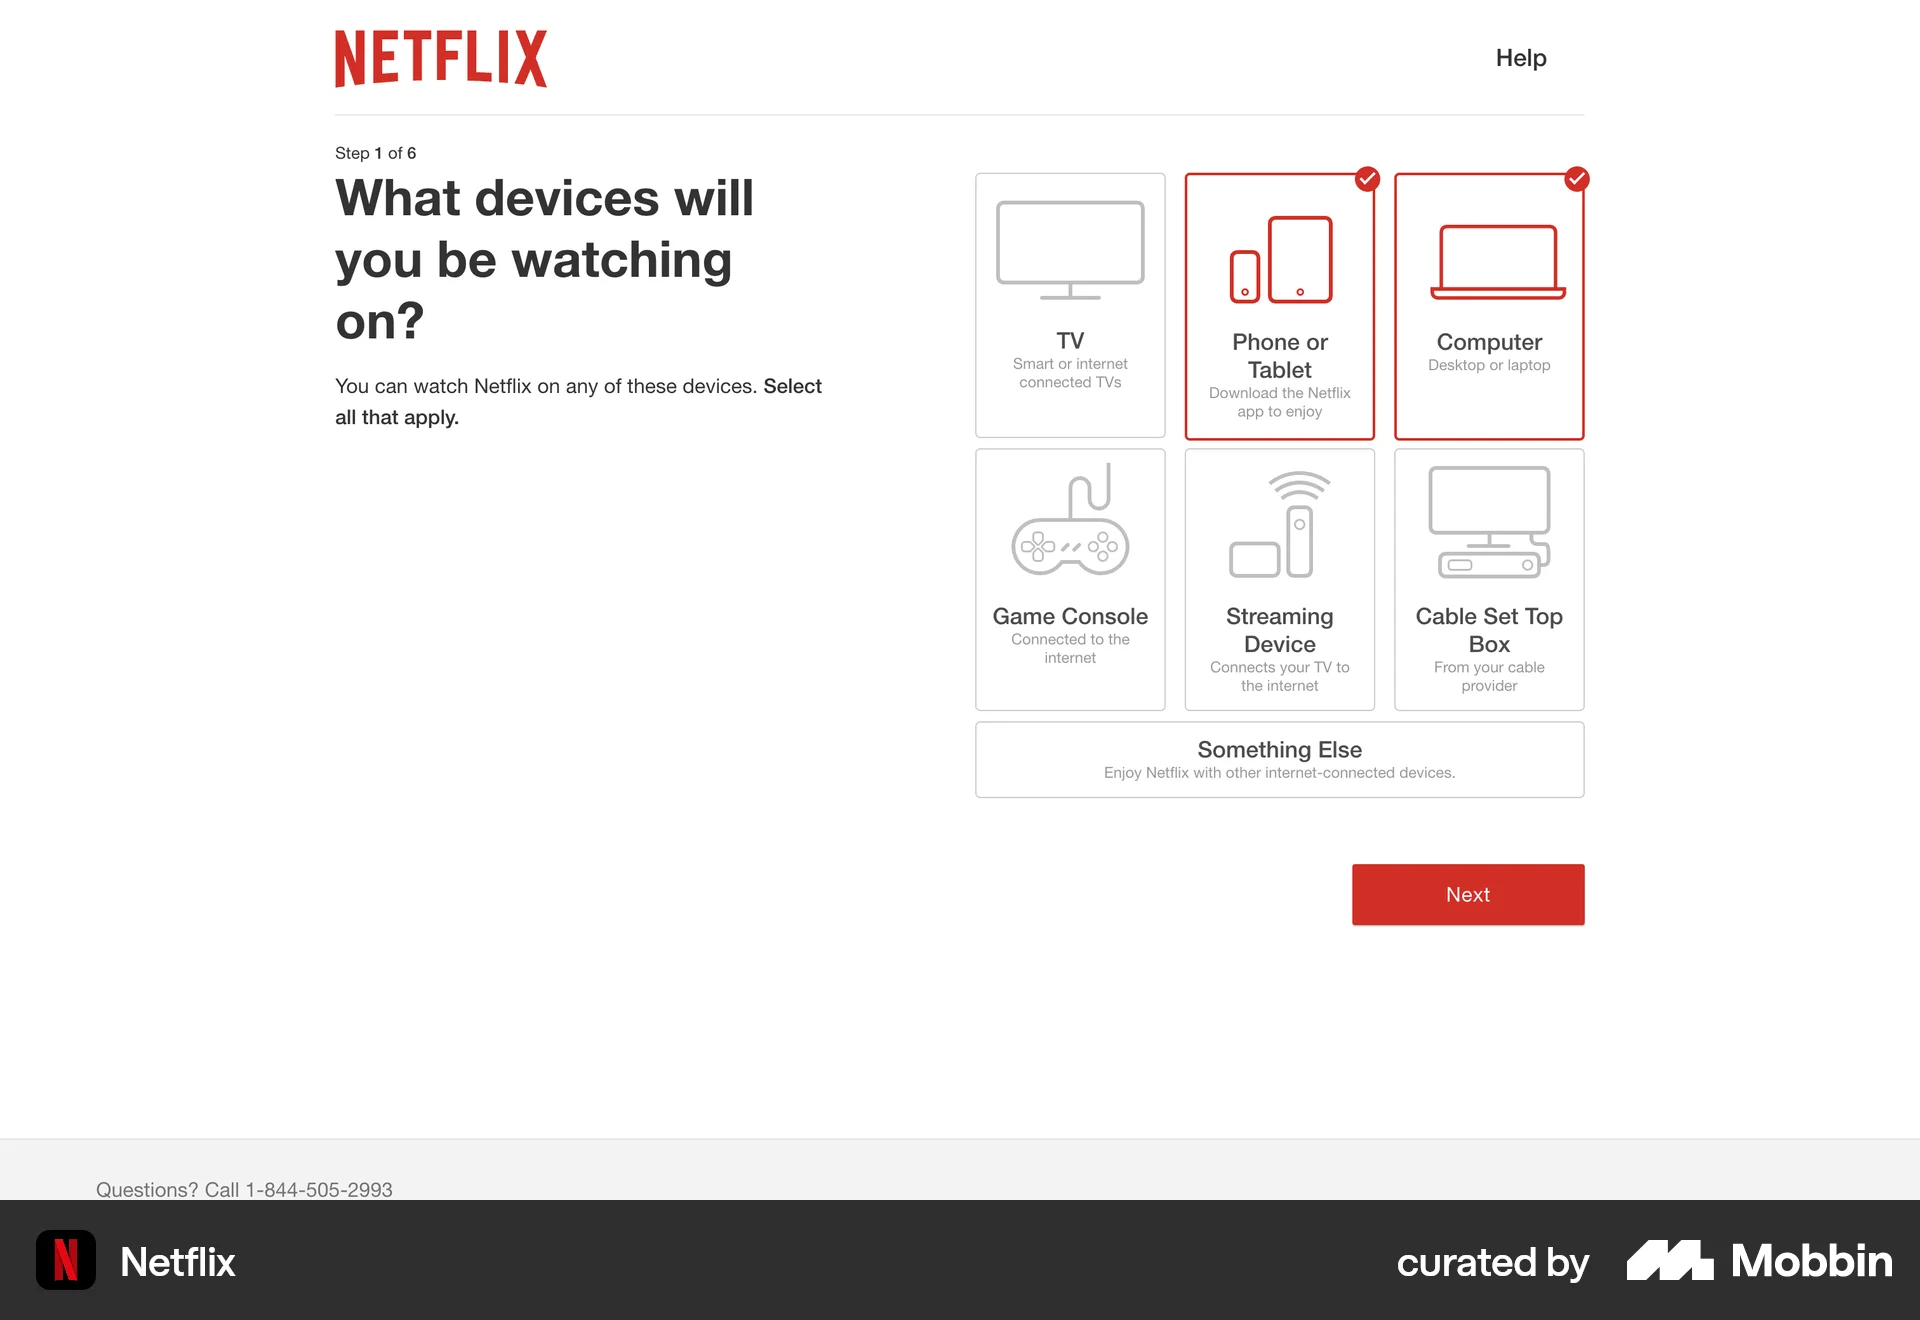 NETFLIX
Help
Step 1 of 6
What devices will
you be watching
on?
You can watch Netflix on any of these devices. Select
all that apply.
TV
Smart or internet
connected TVs
Phone or
Tablet
Download the Netflix
app to enjoy
Computer
Desktop or laptop
Game Console
Connected to the
internet
Streaming
Device
Connects your TV to
the internet
Cable Set Top
Box
From your cable
provider
Something Else
Enjoy Netflix with other internet-connected devices.
Next
Questions? Call 1-844-505-2993
N
Netflix
curated by
Mobbin